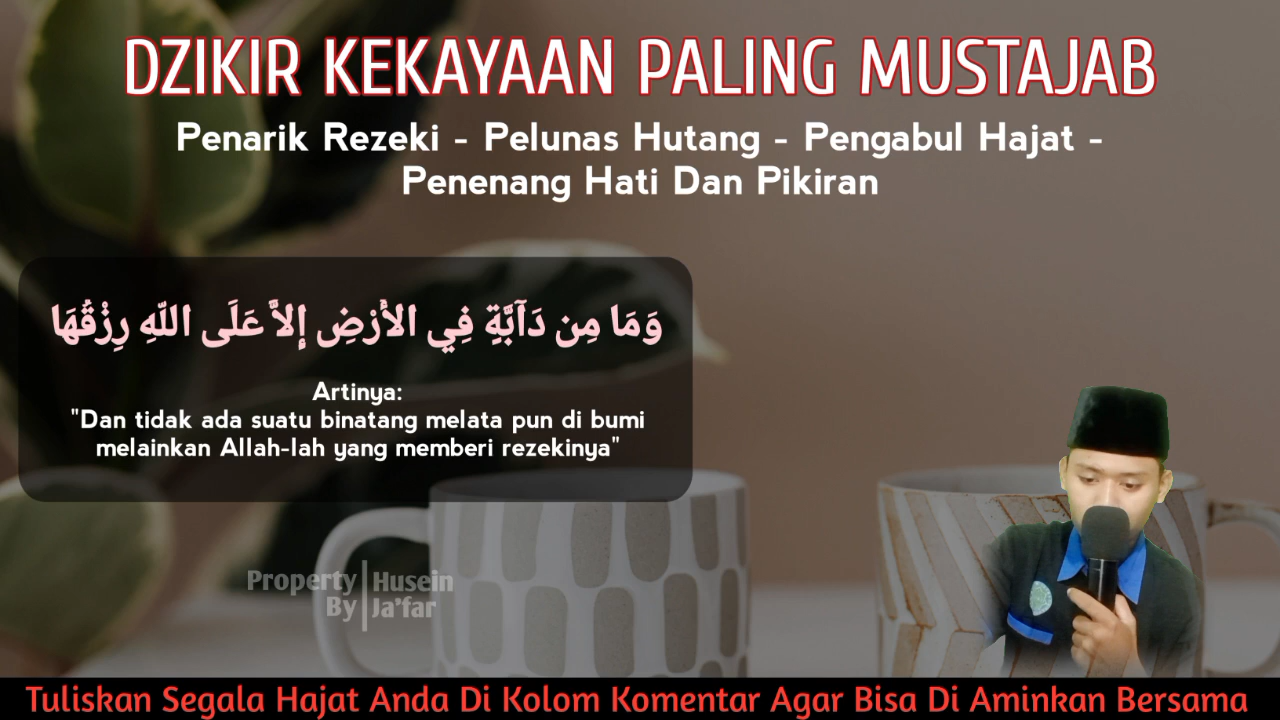 DZIKIR KEKAYAAN PALING MUSTAJAB
Penarik Rezeki - Pelunas Hutang - Pengabul Hajat -
Penenang Hati Dan Pikiran
وَمَا مِن دَآبَّةٍ فِي الأَرْضِ إِلاَّ عَلَى اللّهِ رِزْقُهَا
Artinya:
"Dan tidak ada suatu binatang melata pun di bumi
melainkan Allah-lah yang memberi rezekinya"
Property Husein
By Ja'far
Tuliskan Segala Hajat Anda Di Kolom Komentar Agar Bisa Di Aminkan Bersama